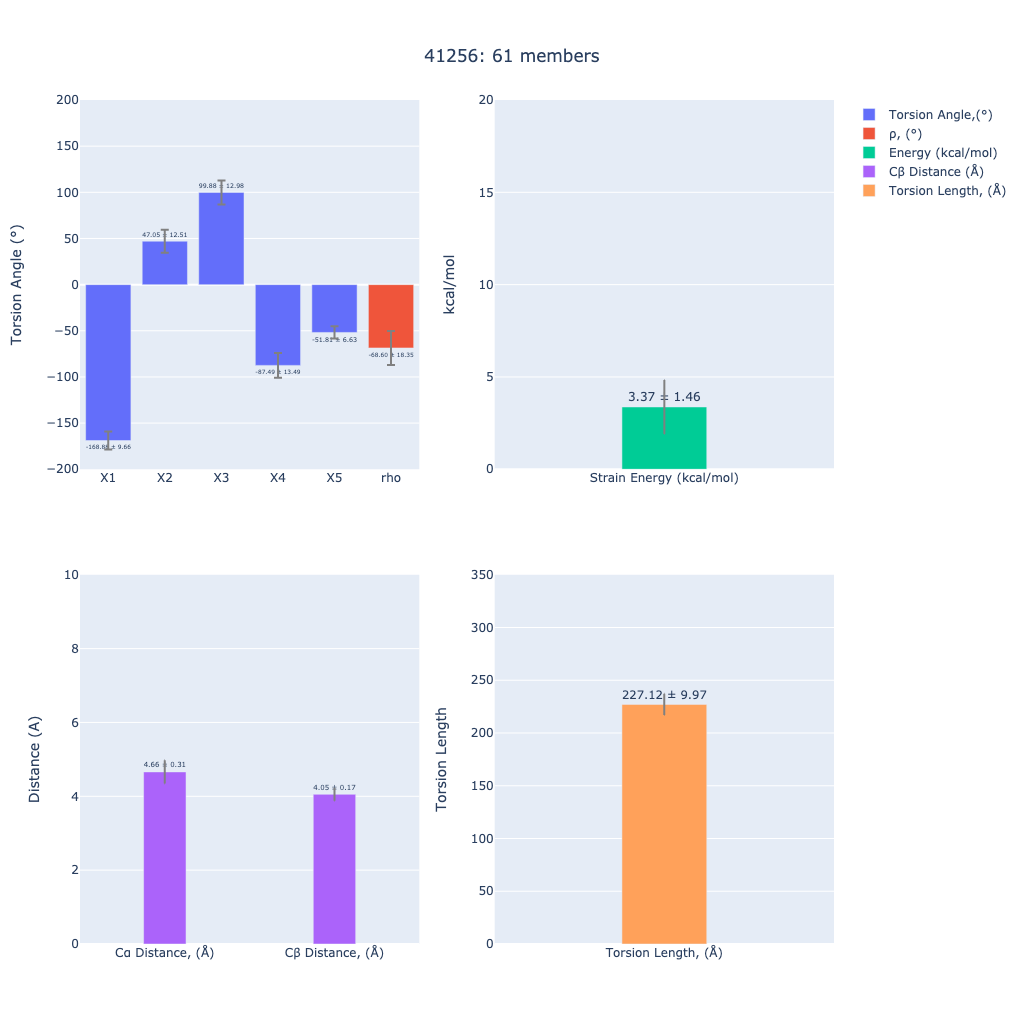 41256: 61 members
Torsion Angle (°)
200
150
100
50
0
−50
−100
−150
−200
99.88 ± 12.98
47.05 ± 12.51
-51.81 ± 6.63
-68.60 ± 18.35
-87.49 ± 13.49
± 9.66
X1 X2 X3 X4 X5 rho
kcal/mol
20
15
10
5
0
3.37 ± 1.46
Strain Energy (kcal/mol)
Torsion Angle,(°)
ρ, (°)
Energy (kcal/mol)
Cβ Distance (Å)
Torsion Length, (Å)
Distance (A)
10
8
6
4
2
0
4.66 ± 0.31
4.05 ± 0.17
Cα Distance, (Å) Cβ Distance, (Å)
Torsion Length
350
300
250
200
150
100
50
0
227.12 ± 9.97
Torsion Length, (Å)